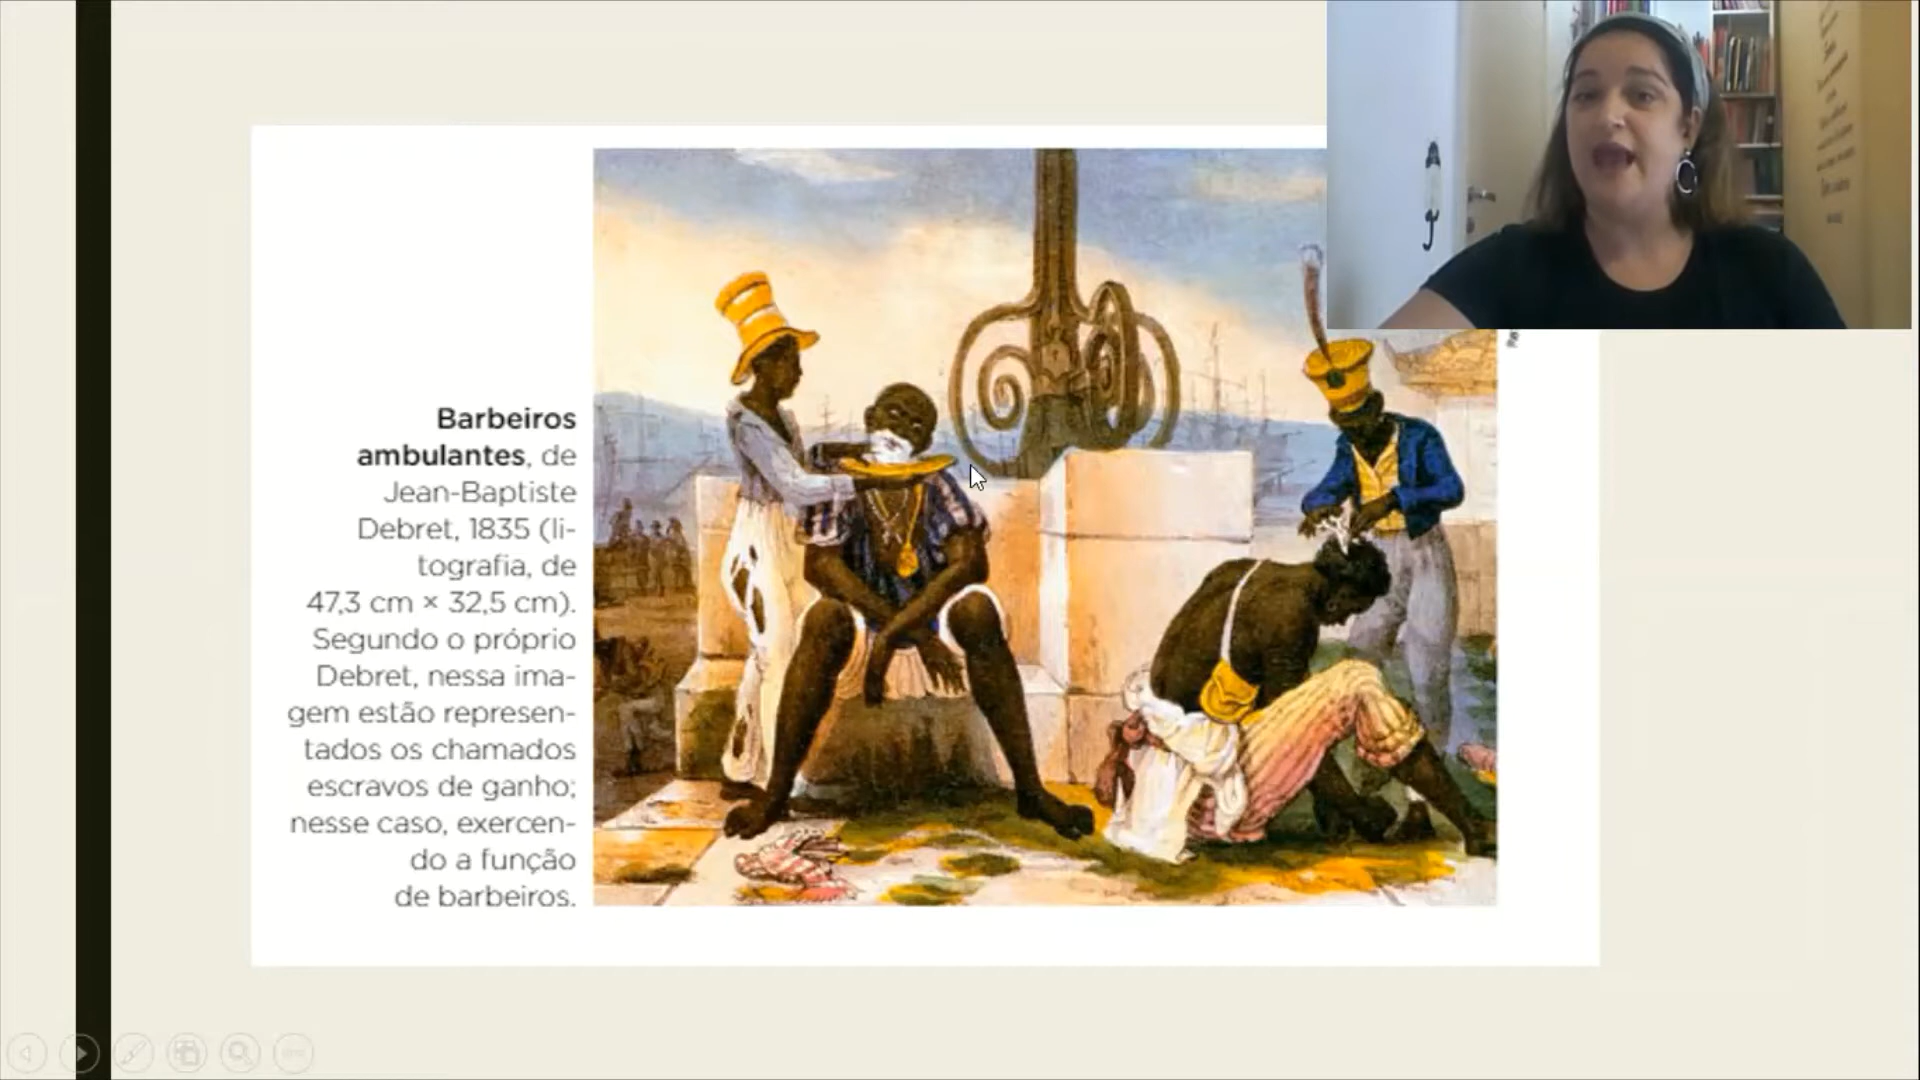 Barbeiros
ambulantes, de
Jean-Baptiste
Debret, 1835 (li-
tografia, de
47,3 cm × 32,5 cm).
Segundo o próprio
Debret, nessa ima-
gem estão represen-
tados os chamados
escravos de ganho;
nesse caso, exercen-
do a função
de barbeiros.